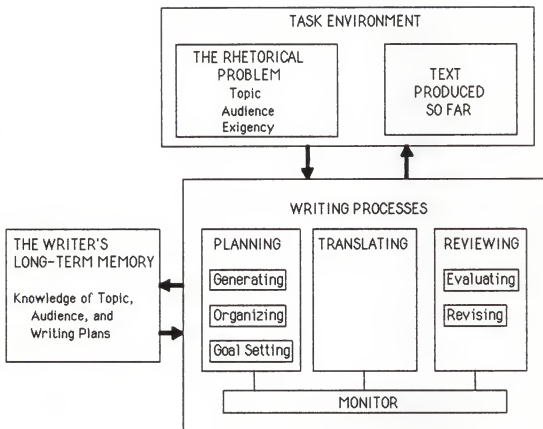 TASK ENVIRONMENT
THE RHETORICAL
PROBLEM
Topic
Audience
Exigency
TEXT
PRODUCED
SO FAR
WRITING PROCESSES
THE WRITER'S
LONG-TERM MEMORY
Knowledge of Topic,
Audience, and
Writing Plans
PLANNING
Generating
Organizing
Goal Setting
TRANSLATING
REVIEWING
Evaluating
Revising
MONITOR